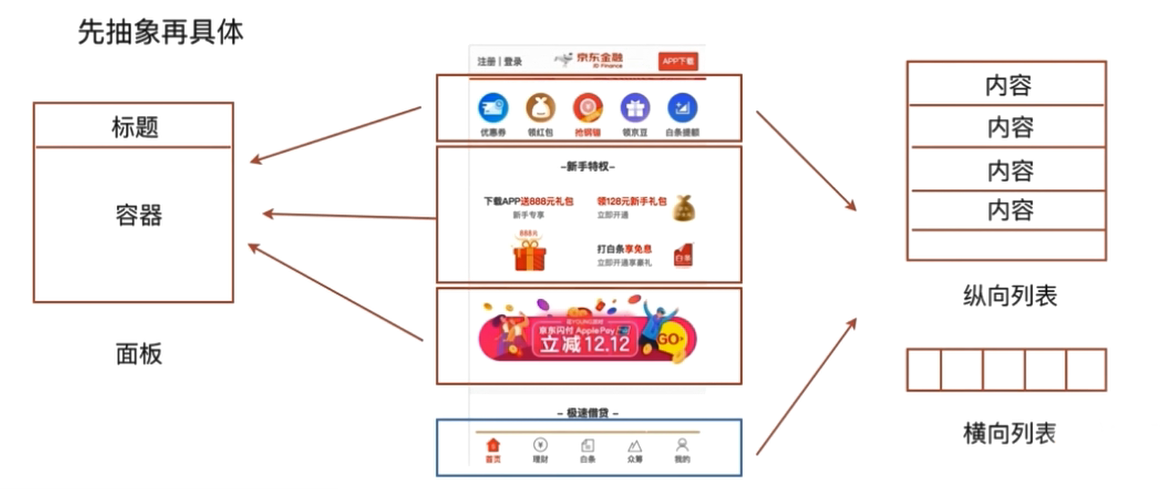 先抽象再具体
标题
容器
面板
注册 | 登录
京东金融
JD Finance
APP下载
优惠券
领红包
抢钢镚
领京豆
白条提额
-新手特权-
下载APP送888元礼包
新手专享
888元
领128元新手礼包
立即开通
打白条享免息
立即开通享豪礼
白条
京东闪付 Apple Pay
立减12.12
GO
- 极速借贷 -
首页
理财
白条
众筹
我的
内容
内容
内容
内容
纵向列表
横向列表